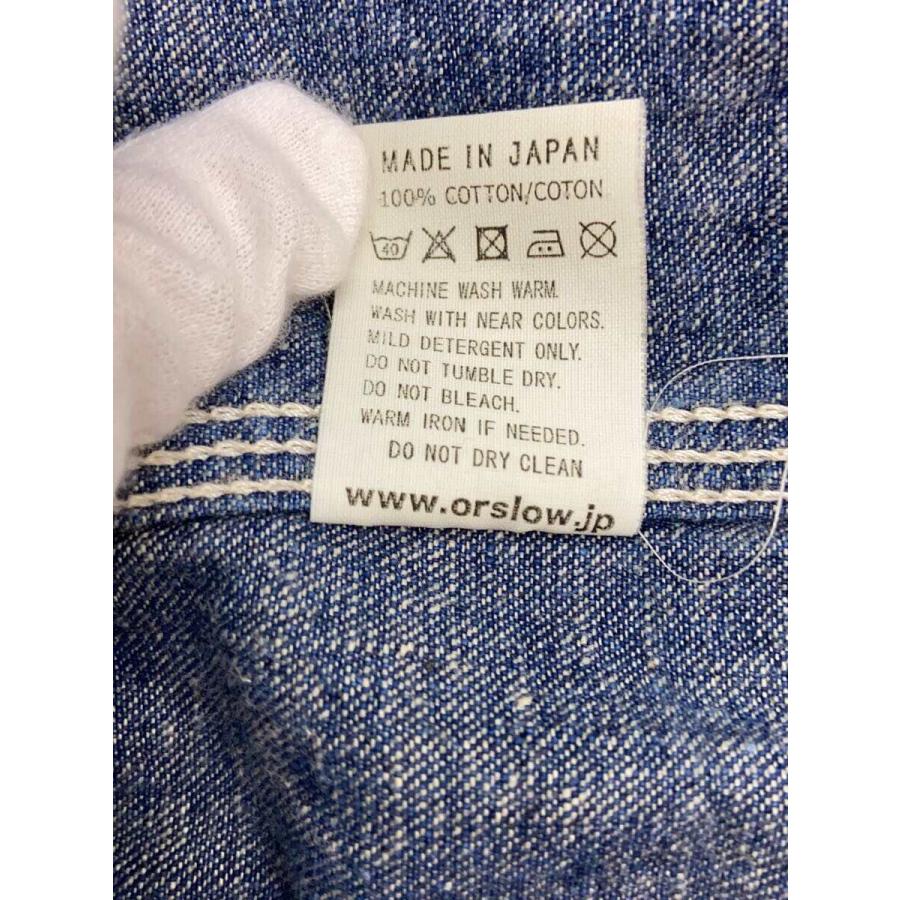 MADE IN JAPAN
100% COTTON/COTON
40
MACHINE WASH WARM.
WASH WITH NEAR COLORS.
MILD DETERGENT ONLY.
DO NOT TUMBLE DRY.
DO NOT BLEACH.
WARM IRON IF NEEDED.
DO NOT DRY CLEAN
www.orslow.jp